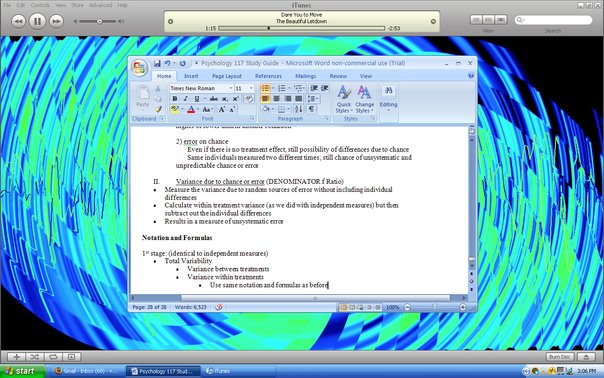 iTunes
File Edit Controls View Store Advanced Help
Dare You to Move
The Beautiful Letdown
1:15
-2:53
View
Search
Psychology 117 Study Guide - Microsoft Word non-commercial use (Trial)
Home Insert Page Layout References Mailings Review View
Times New Roman 11
Paste
Quick Styles
Change Styles
Editing
Clipboard Font Paragraph Styles
2) error on chance
Even if there is no treatment effect, still possibility of differences due to chance
Same individuals measured two different times; still chance of unsystematic and
unpredictable chance or error
II. Variance due to chance or error (DENOMINATOR f Ratio)
• Measure the variance due to random sources of error without including individual
differences
• Calculate within treatment variance (as we did with independent measures) but then
subtract out the individual differences
• Results in a measure of unsystematic error
Notation and Formulas
1st stage: (identical to independent measures)
• Total Variability
• Variance between treatments
• Variance within treatments
• Use same notation and formulas as before
Page: 28 of 28 Words: 6,523 100%
Burn Disc
start Gmail - Inbox (68) - v... Psychology 117 Stud... iTunes 3:06 PM